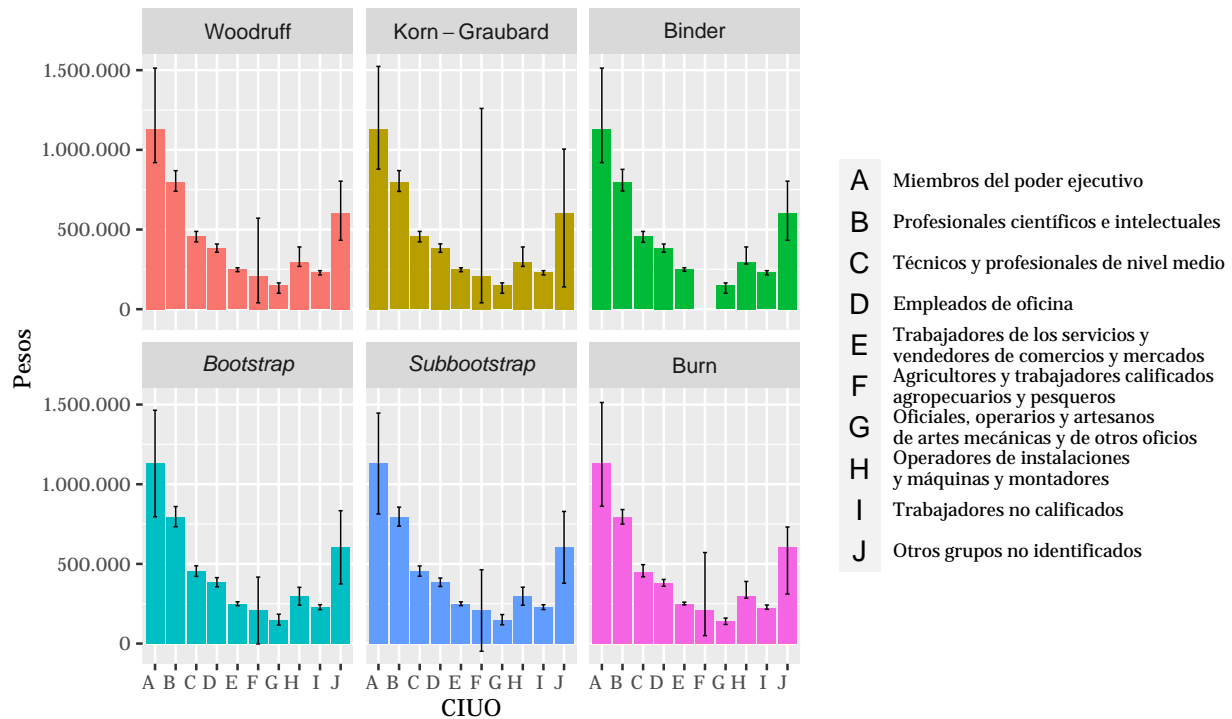 Woodruff Korn – Graubard Binder
1.500.000
1.000.000
500.000
0
Pesos
Bootstrap Subbootstrap Burn
1.500.000
1.000.000
500.000
0
A B C D E F G H I J A B C D E F G H I J A B C D E F G H I J
CIUO
A Miembros del poder ejecutivo
B Profesionales científicos e intelectuales
C Técnicos y profesionales de nivel medio
D Empleados de oficina
E Trabajadores de los servicios y
vendedores de comercios y mercados
F Agricultores y trabajadores calificados
agropecuarios y pesqueros
G Oficiales, operarios y artesanos
de artes mecánicas y de otros oficios
H Operadores de instalaciones
y máquinas y montadores
I Trabajadores no calificados
J Otros grupos no identificados